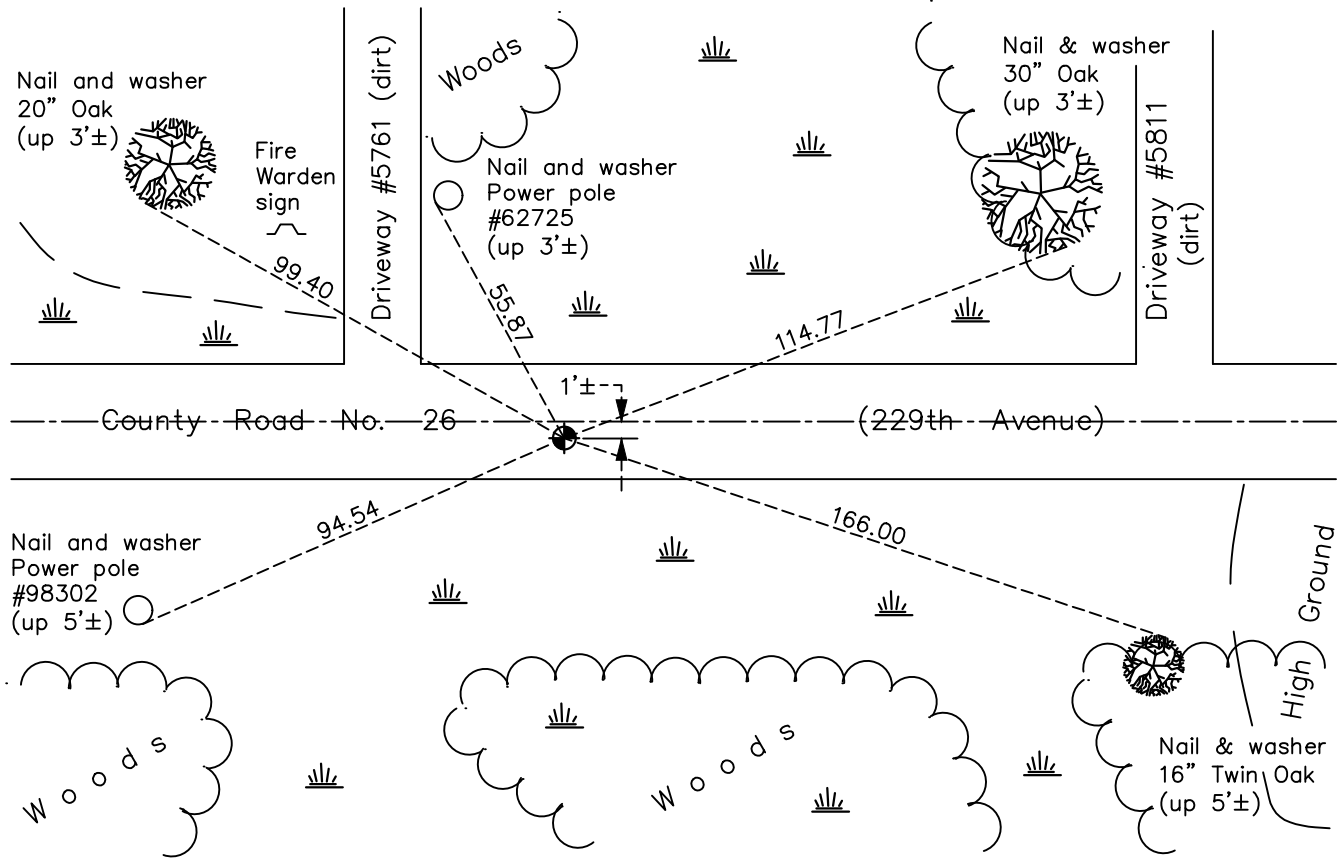 Woods
Nail and washer
20” Oak
(up 3'±)
Nail & washer
30” Oak
(up 3'±)
Driveway #5761 (dirt)
Driveway #5811
(dirt)
Fire
Warden
sign
Nail and washer
Power pole
#62725
(up 3'±)
99.40
55.87
114.77
1'±
County Road No. 26
(229th Avenue)
94.54
166.00
Nail and washer
Power pole
#98302
(up 5'±)
High Ground
Woods
Woods
Nail & washer
16” Twin Oak
(up 5'±)